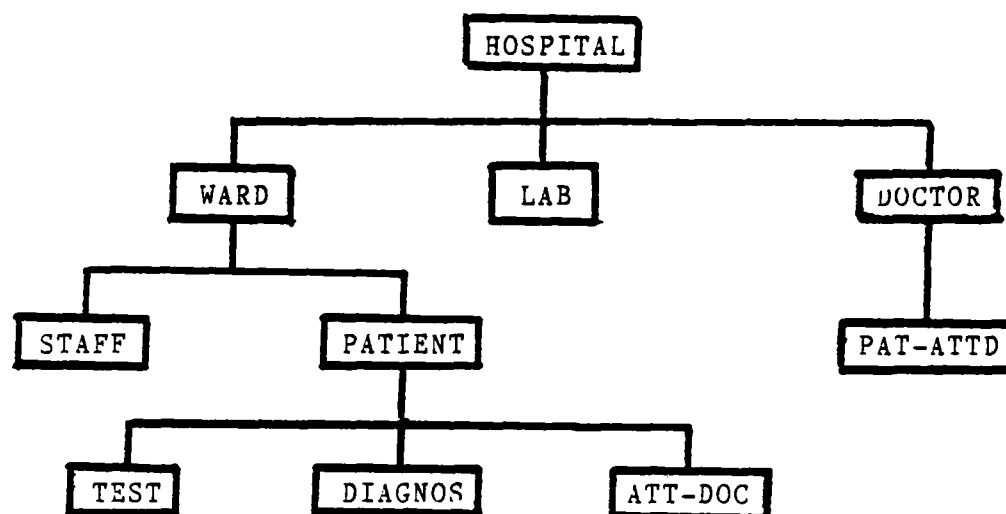 HOSPITAL
WARD
LAB
DOCTOR
STAFF
PATIENT
PAT-ATTD
TEST
DIAGNOS
ATT-DOC